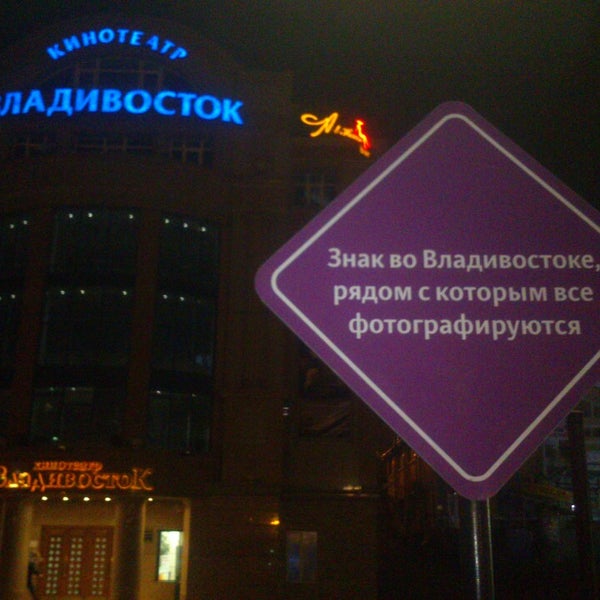 КИНОТЕАТР
ВЛАДИВОСТОК
Знак во Владивостоке,
рядом с которым все
фотографируются
КИНОТЕАТР
ВЛАДИВОСТОК